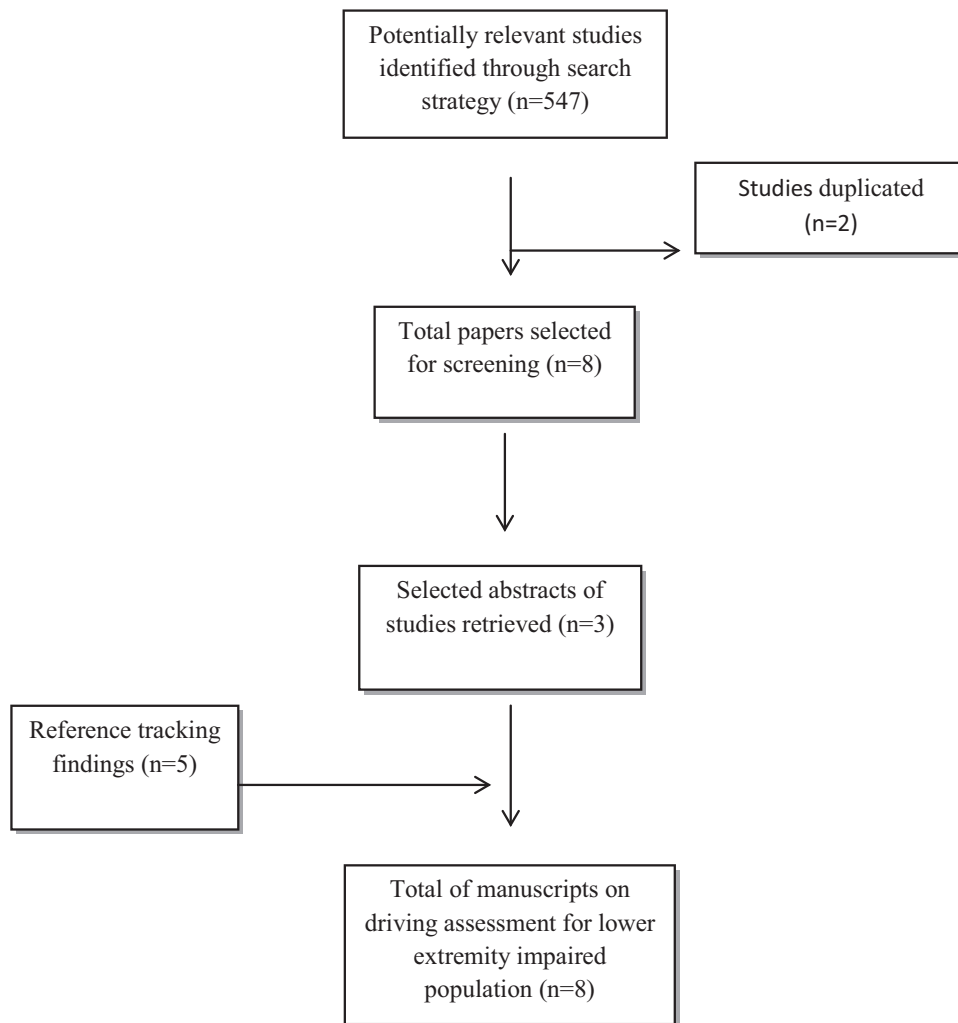 Potentially relevant studies
identified through search
strategy (n=547)
Studies duplicated
(n=2)
Total papers selected
for screening (n=8)
Selected abstracts of
studies retrieved (n=3)
Reference tracking
findings (n=5)
Total of manuscripts on
driving assessment for lower
extremity impaired
population (n=8)